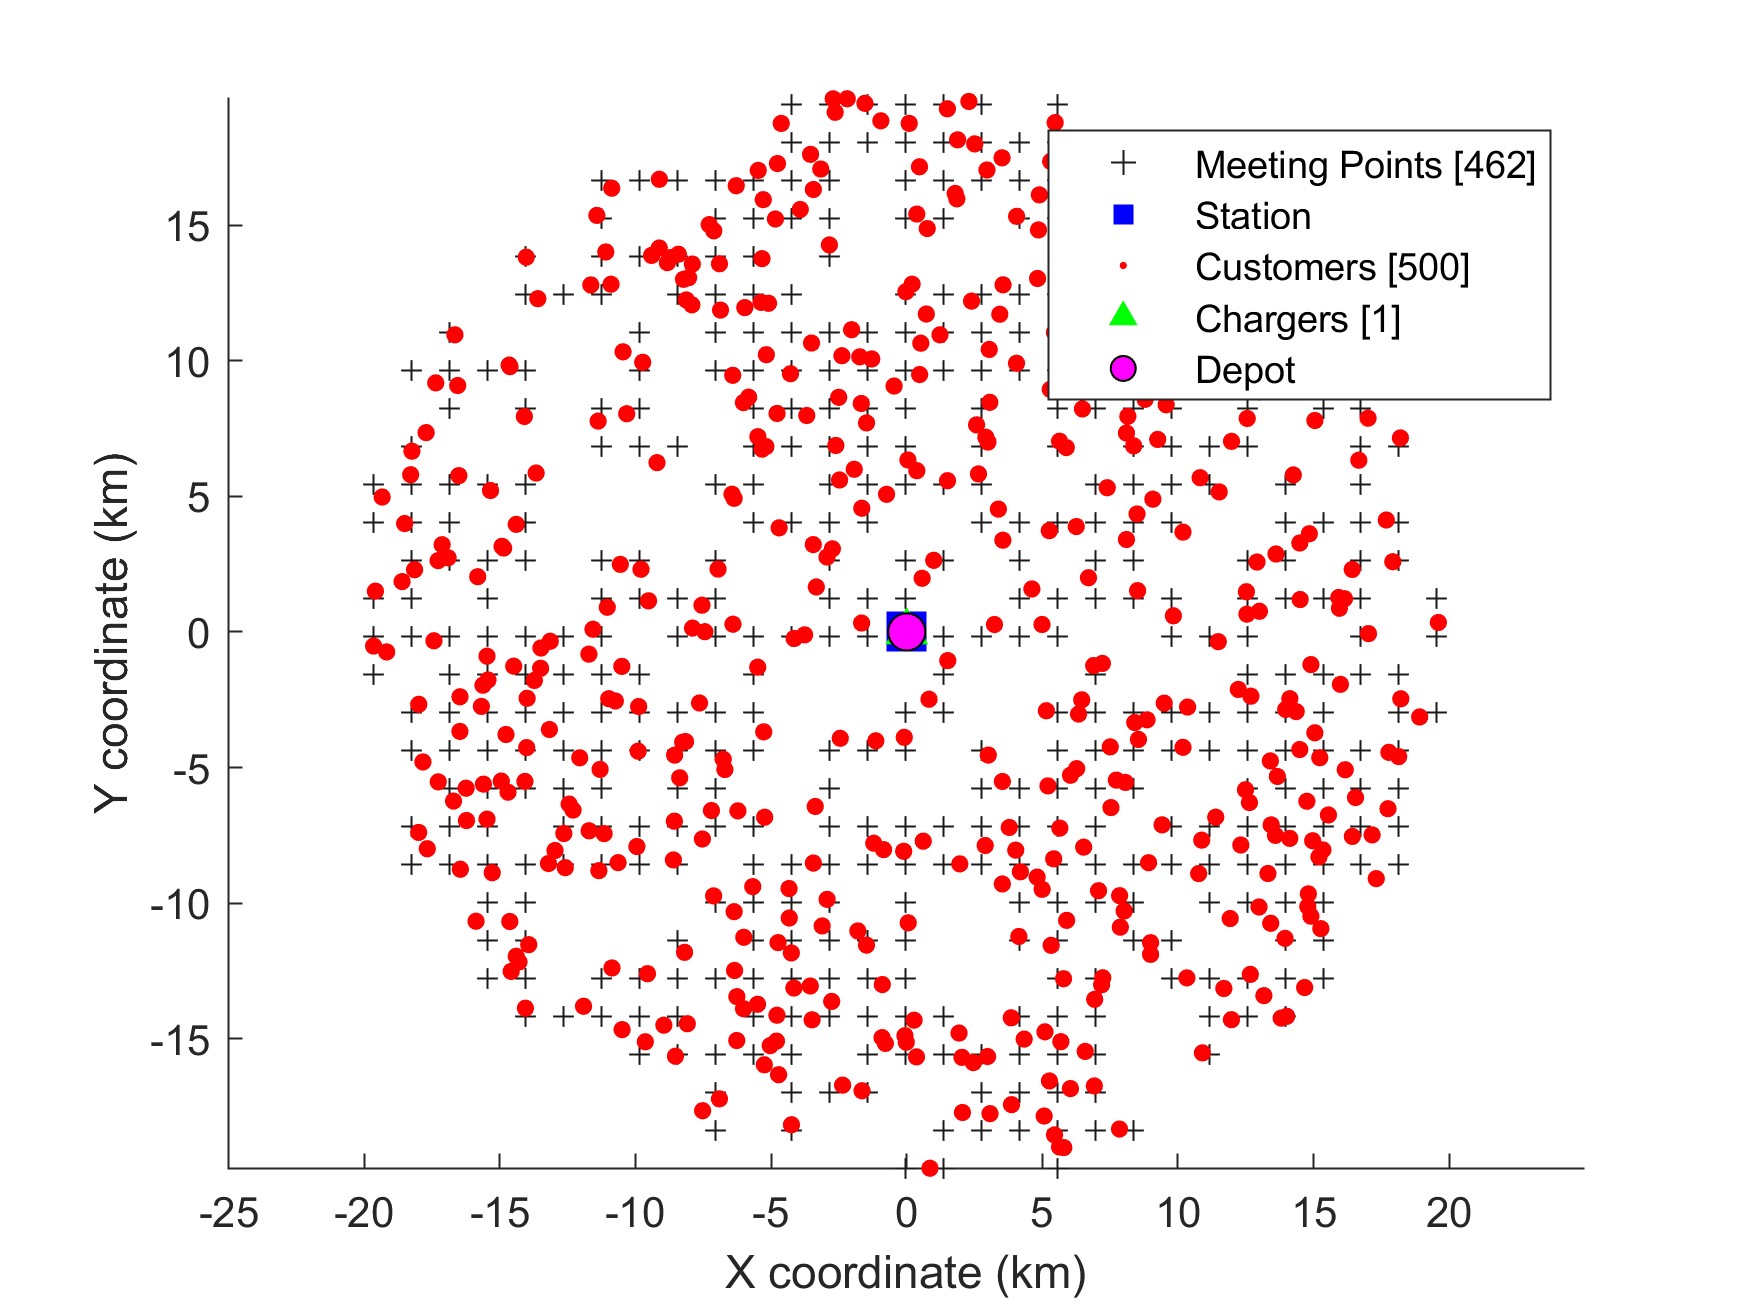 Meeting Points [462]
Station
Customers [500]
Chargers [1]
Depot
15
10
5
0
-5
-10
-15
Y coordinate (km)
-25 -20 -15 -10 -5 0 5 10 15 20
X coordinate (km)